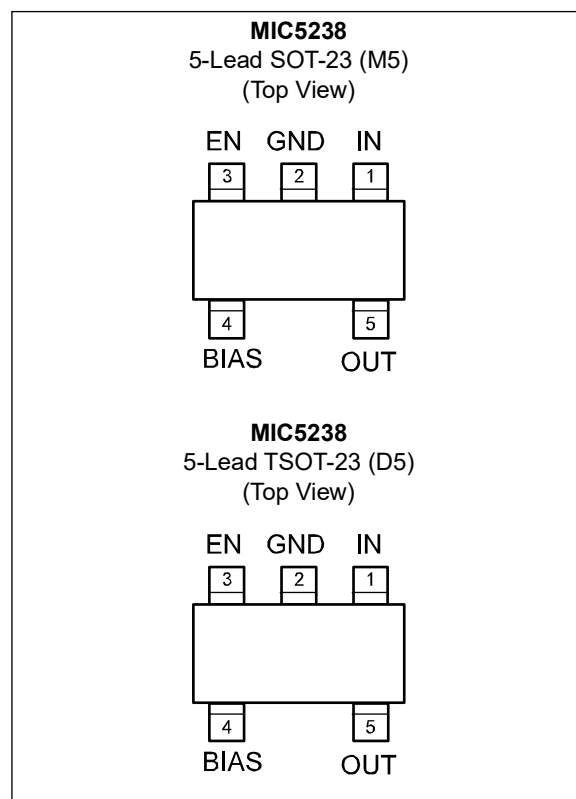 MIC5238
5-Lead SOT-23 (M5)
(Top View)
EN GND IN
3 2 1
4 5
BIAS OUT
MIC5238
5-Lead TSOT-23 (D5)
(Top View)
EN GND IN
3 2 1
4 5
BIAS OUT